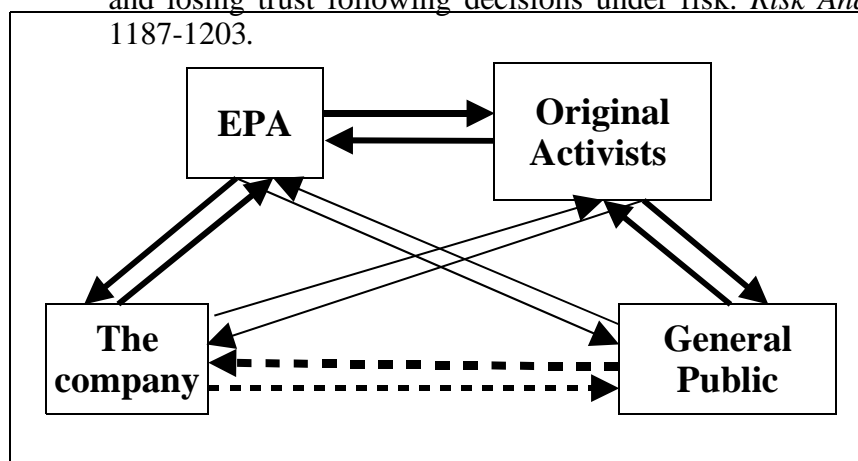 and losing trust following decisions under risk. Risk Ana
1187-1203.
EPA
Original
Activists
The
company
General
Public